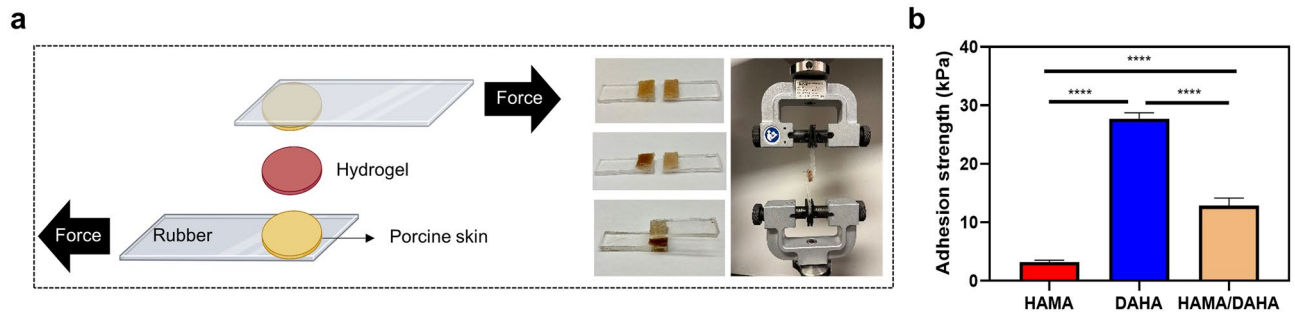 a
Force
Hydrogel
Force
Rubber
Porcine skin
b
Adhesion strength (kPa)
40
30
20
10
0
****
****
****
HAMA
DAHA
HAMA/DAHA